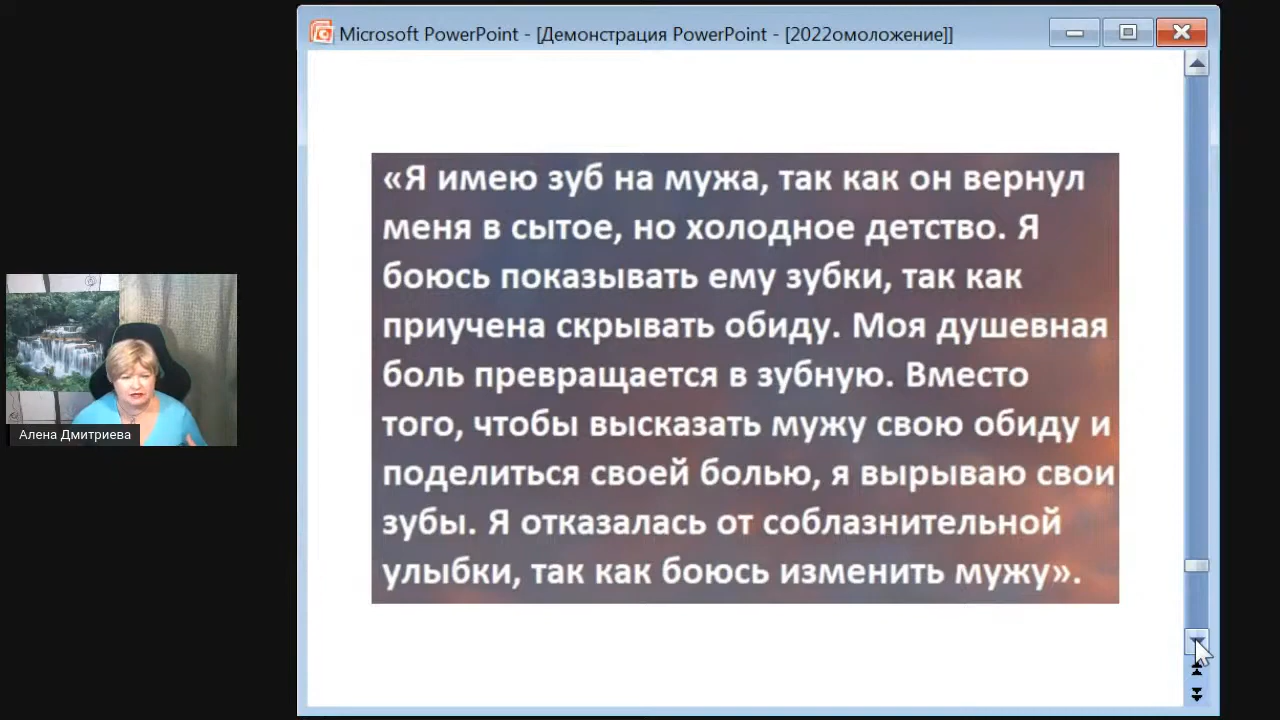 Microsoft PowerPoint - [Демонстрация PowerPoint - [2022омоложение]]
«Я имею зуб на мужа, так как он вернул
меня в сытое, но холодное детство. Я
боюсь показывать ему зубки, так как
приучена скрывать обиду. Моя душевная
боль превращается в зубную. Вместо
того, чтобы высказать мужу свою обиду и
поделиться своей болью, я вырываю свои
зубы. Я отказалась от соблазнительной
улыбки, так как боюсь изменить мужу».
Алена Дмитриева